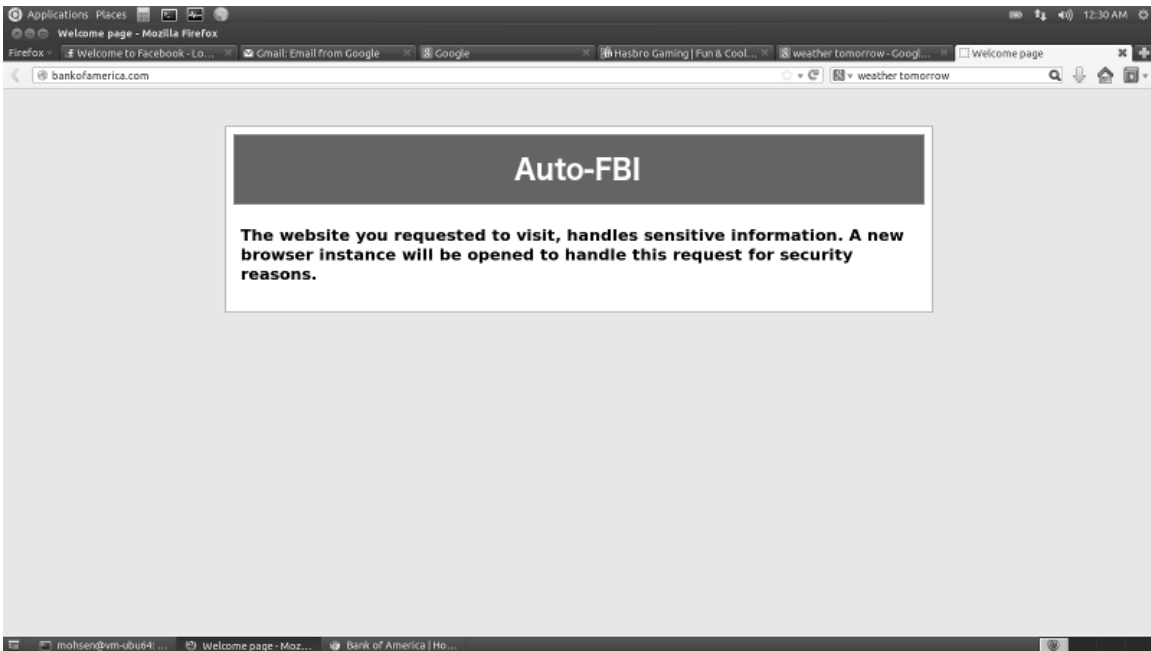 Applications Places 12:30 AM
Welcome page - Mozilla Firefox
Firefox Welcome to Facebook - Lo... Gmail: Email from Google Google Hasbro Gaming | Fun & Cool... weather tomorrow - Googl... Welcome page
bankofamerica.com weather tomorrow
Auto-FBI
The website you requested to visit, handles sensitive information. A new
browser instance will be opened to handle this request for security
reasons.
mohsen@vm-ubu64: ... Welcome page - Moz... Bank of America | Ho...